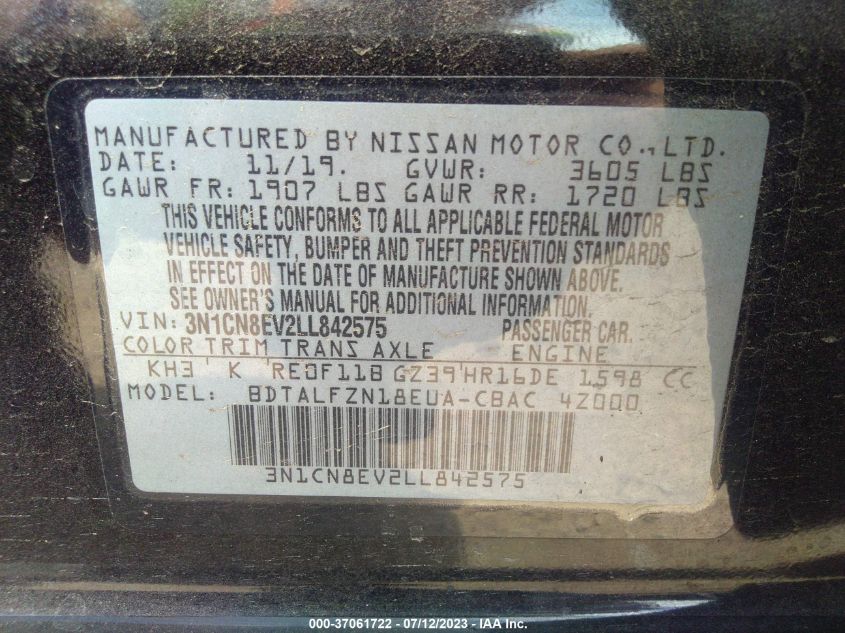 MANUFACTURED BY NISSAN MOTOR CO., LTD.
DATE: 11/19. GVWR: 3605 LBS
GAWR FR: 1907 LBS GAWR RR: 1720 LBS
THIS VEHICLE CONFORMS TO ALL APPLICABLE FEDERAL MOTOR
VEHICLE SAFETY, BUMPER AND THEFT PREVENTION STANDARDS
IN EFFECT ON THE DATE OF MANUFACTURE SHOWN ABOVE.
SEE OWNER'S MANUAL FOR ADDITIONAL INFORMATION.
VIN: 3N1CN8EV2LL842575 PASSENGER CAR.
COLOR TRIM TRANS AXLE ENGINE
KH3 ' K 'RE0F11B GZ39'HR16DE 1598 CC
MODEL: BDTALFZN18EUA-CBAC 4Z000
3N1CN8EV2LL842575
000-37061722 - 07/12/2023 - IAA Inc.